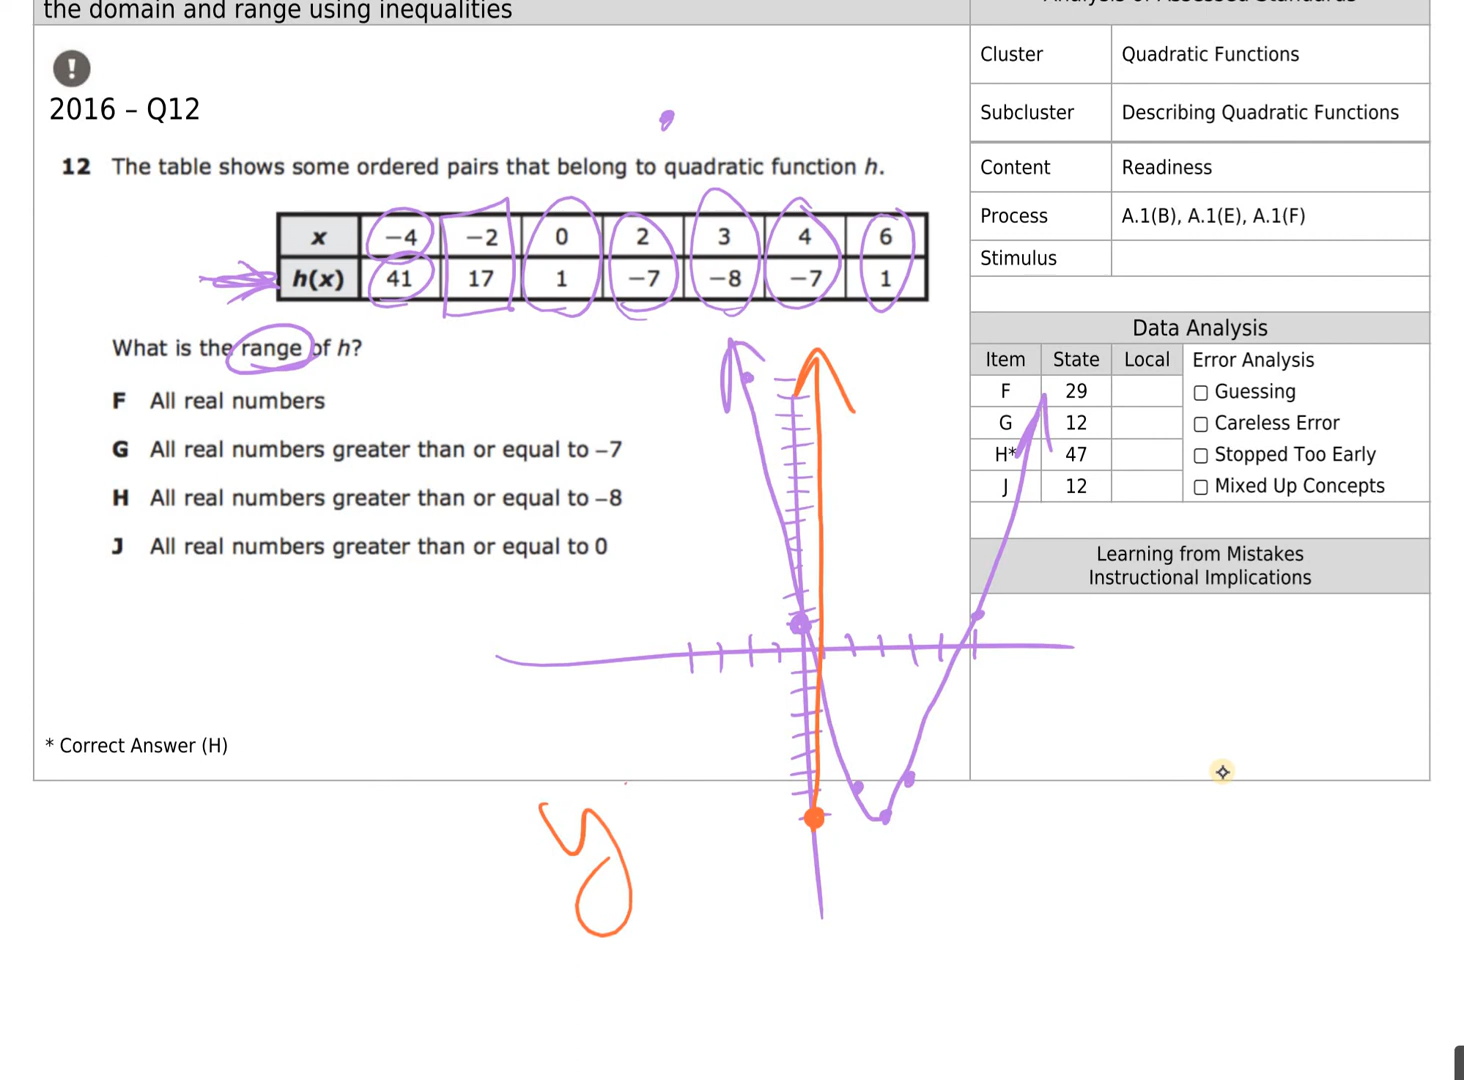 the domain and range using inequalities
Analysis of Assessed Standards
!
2016 – Q12
12 The table shows some ordered pairs that belong to quadratic function h.
x −4 −2 0 2 3 4 6
h(x) 41 17 1 −7 −8 −7 1
What is the range of h?
F All real numbers
G All real numbers greater than or equal to −7
H All real numbers greater than or equal to −8
J All real numbers greater than or equal to 0
* Correct Answer (H)
y
Cluster Quadratic Functions
Subcluster Describing Quadratic Functions
Content Readiness
Process A.1(B), A.1(E), A.1(F)
Stimulus
Data Analysis
Item State Local Error Analysis
F 29 ▢ Guessing
G 12 ▢ Careless Error
H* 47 ▢ Stopped Too Early
J 12 ▢ Mixed Up Concepts
Learning from Mistakes
Instructional Implications